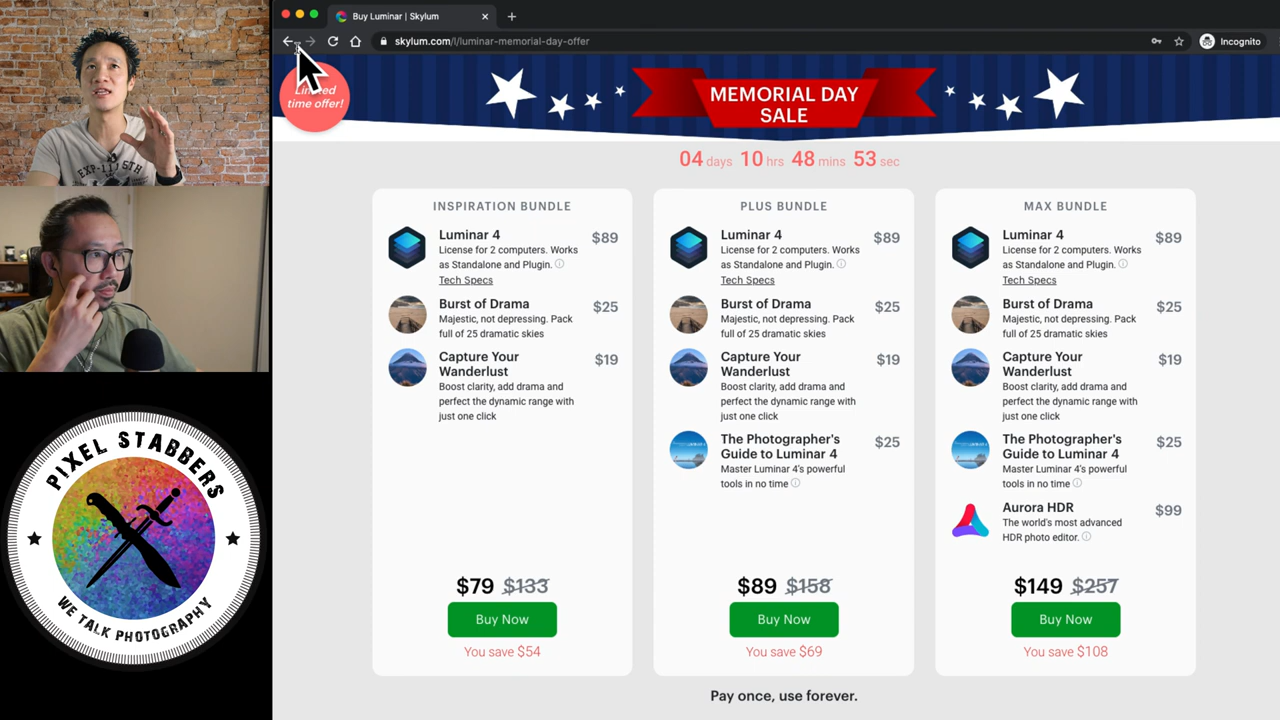 Buy Luminar | Skylum
skylum.com/l/luminar-memorial-day-offer
Incognito
time offer!
MEMORIAL DAY
SALE
04 days 10 hrs 48 mins 53 sec
INSPIRATION BUNDLE
Luminar 4
$89
License for 2 computers. Works
as Standalone and Plugin.
Tech Specs
Burst of Drama
$25
Majestic, not depressing. Pack
full of 25 dramatic skies
Capture Your
Wanderlust
$19
Boost clarity, add drama and
perfect the dynamic range with
just one click
$79 $133
Buy Now
You save $54
PLUS BUNDLE
Luminar 4
$89
License for 2 computers. Works
as Standalone and Plugin.
Tech Specs
Burst of Drama
$25
Majestic, not depressing. Pack
full of 25 dramatic skies
Capture Your
Wanderlust
$19
Boost clarity, add drama and
perfect the dynamic range with
just one click
The Photographer's
Guide to Luminar 4
$25
Master Luminar 4's powerful
tools in no time
$89 $158
Buy Now
You save $69
MAX BUNDLE
Luminar 4
$89
License for 2 computers. Works
as Standalone and Plugin.
Tech Specs
Burst of Drama
$25
Majestic, not depressing. Pack
full of 25 dramatic skies
Capture Your
Wanderlust
$19
Boost clarity, add drama and
perfect the dynamic range with
just one click
The Photographer's
Guide to Luminar 4
$25
Master Luminar 4's powerful
tools in no time
Aurora HDR
$99
The world's most advanced
HDR photo editor.
$149 $257
Buy Now
You save $108
Pay once, use forever.
PIXEL STABBERS
WE TALK PHOTOGRAPHY